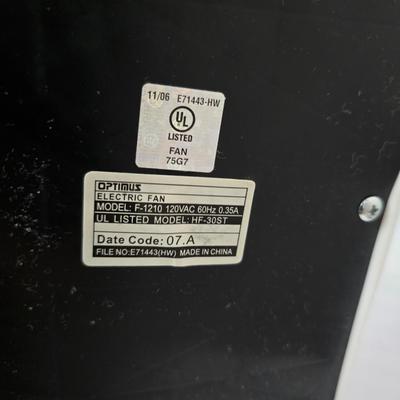 11/06 E71443-HW
UL
LISTED
FAN
75G7
OPTIMUS
ELECTRIC FAN
MODEL: F-1210 120VAC 60Hz 0.35A
UL LISTED MODEL: HF-30ST
Date Code: 07.A
FILE NO:E71443(HW) MADE IN CHINA